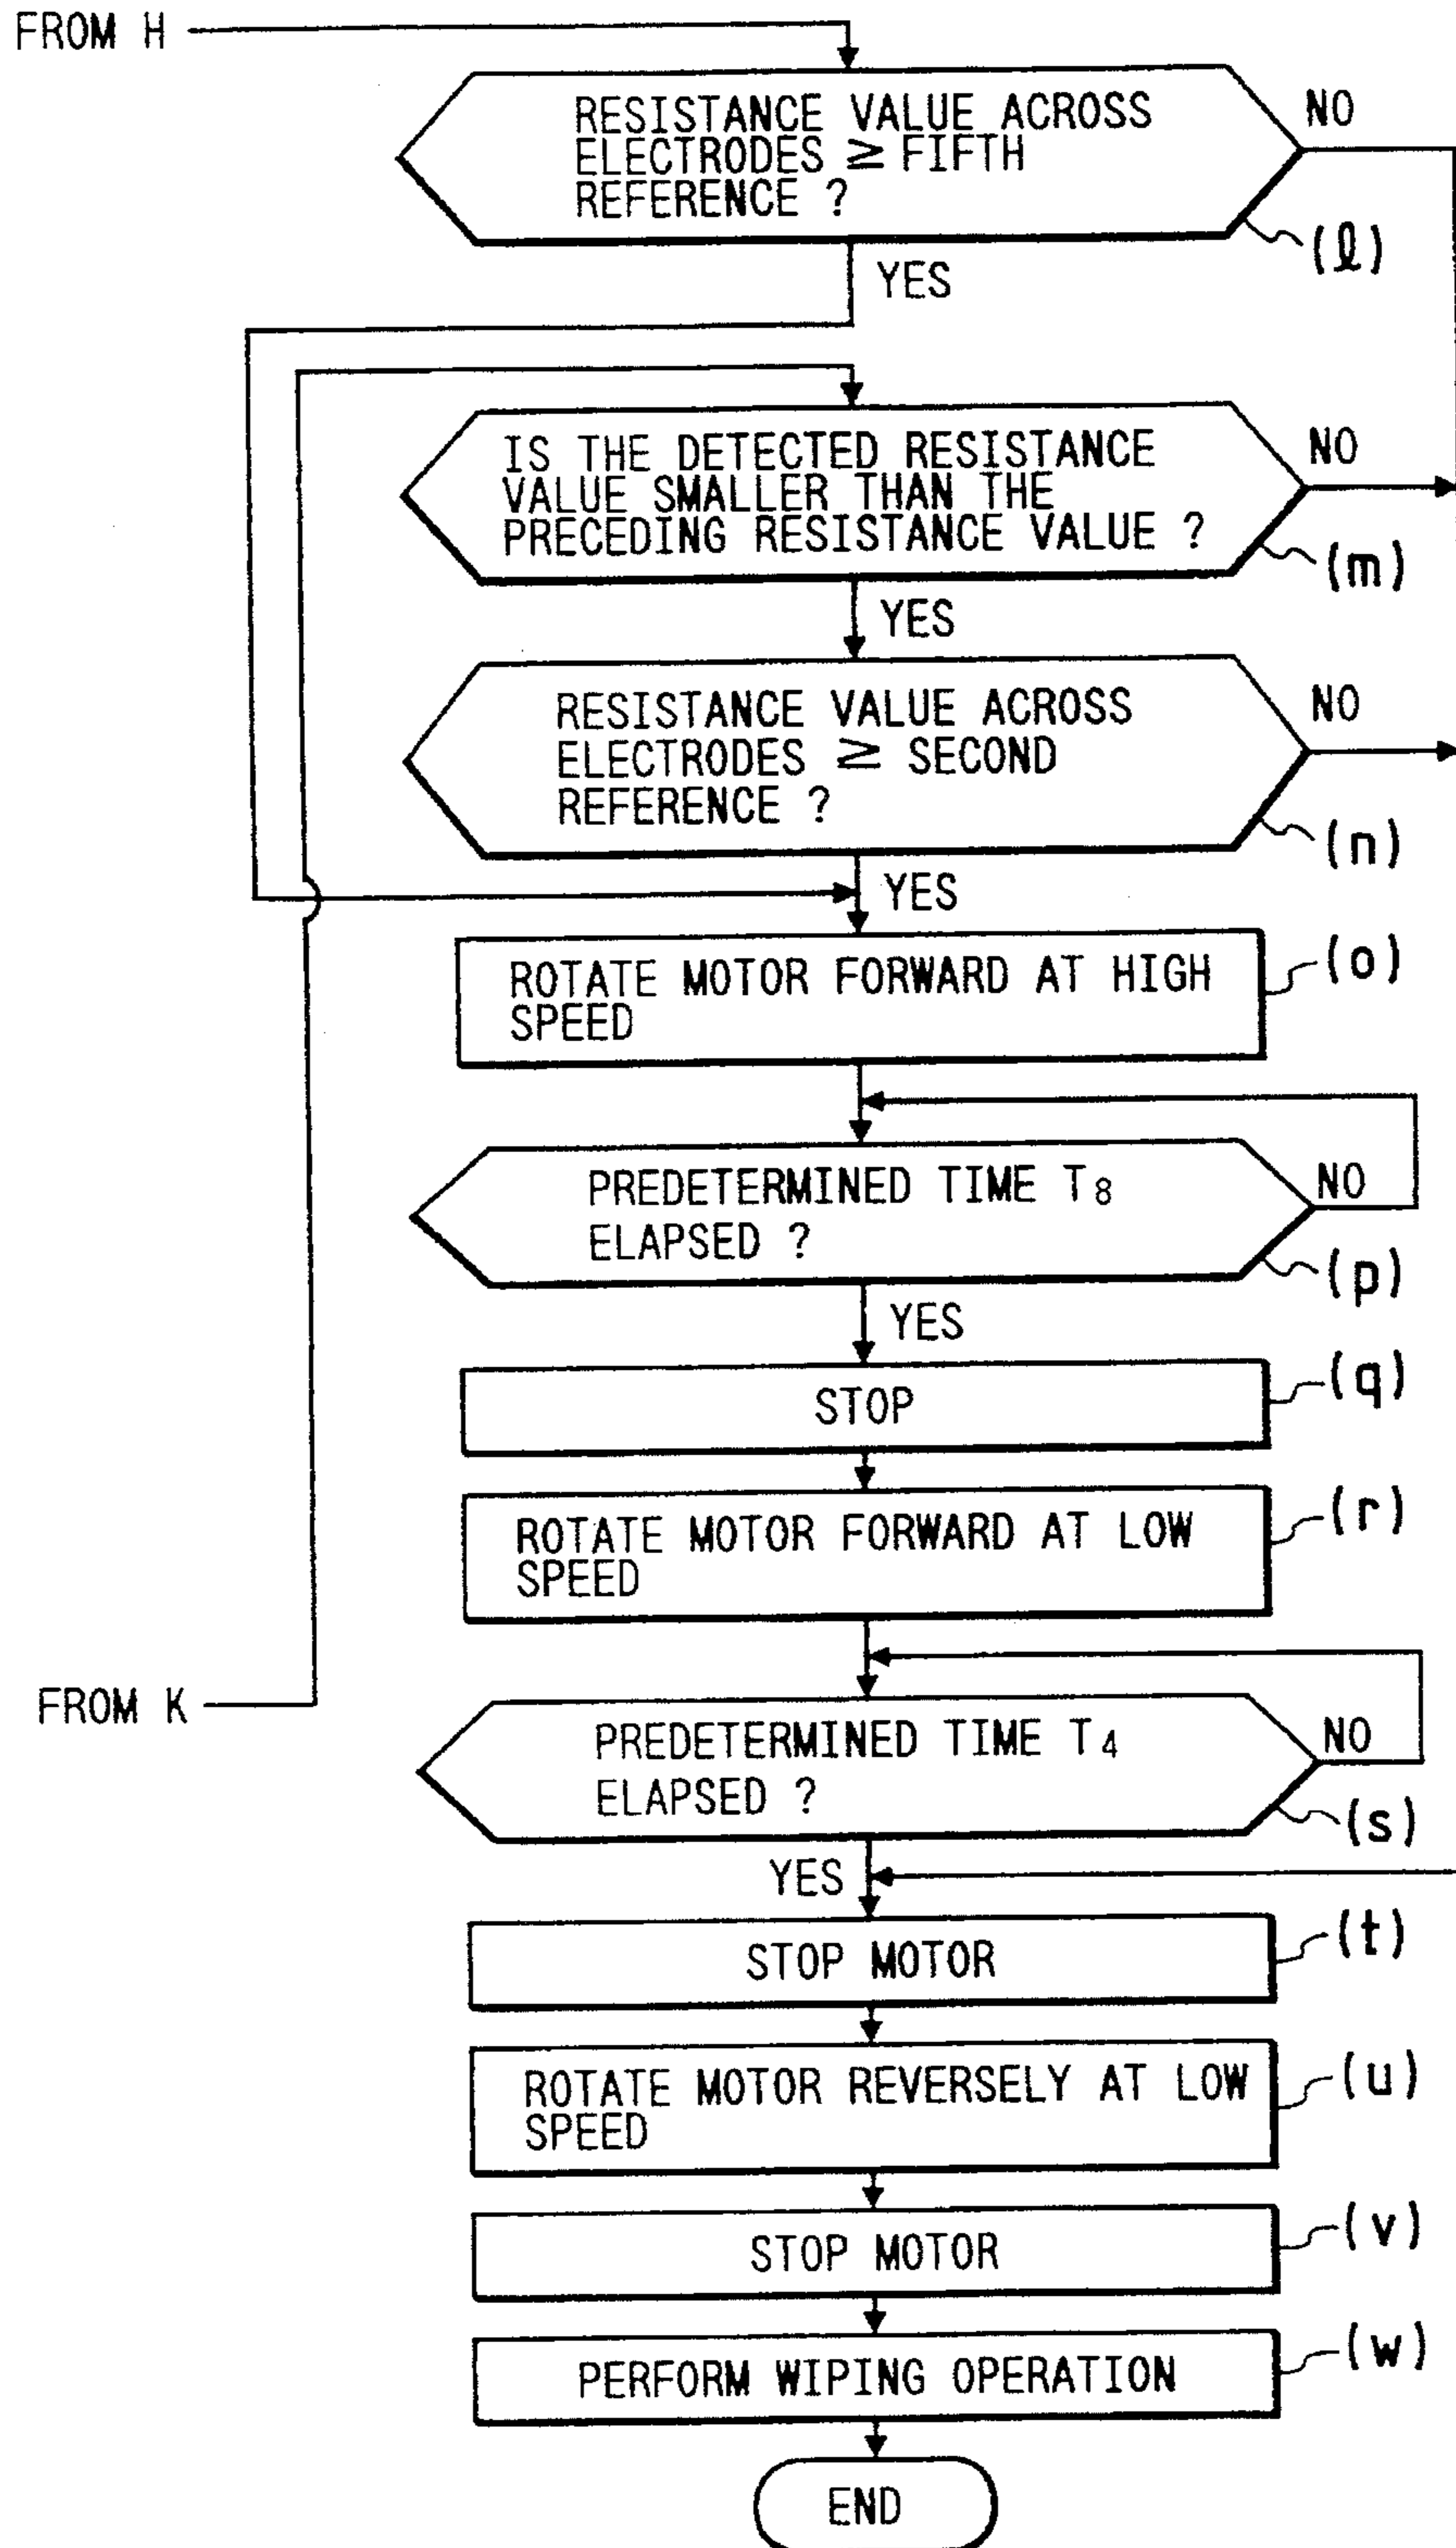 FROM H
RESISTANCE VALUE ACROSS
ELECTRODES ≧ FIFTH
REFERENCE ?
NO
(ℓ)
YES
IS THE DETECTED RESISTANCE
VALUE SMALLER THAN THE
PRECEDING RESISTANCE VALUE ?
NO
(m)
YES
RESISTANCE VALUE ACROSS
ELECTRODES ≧ SECOND
REFERENCE ?
NO
(n)
YES
ROTATE MOTOR FORWARD AT HIGH
SPEED
(o)
PREDETERMINED TIME T8
ELAPSED ?
NO
(p)
YES
STOP
(q)
ROTATE MOTOR FORWARD AT LOW
SPEED
(r)
FROM K
PREDETERMINED TIME T4
ELAPSED ?
NO
(s)
YES
STOP MOTOR
(t)
ROTATE MOTOR REVERSELY AT LOW
SPEED
(u)
STOP MOTOR
(v)
PERFORM WIPING OPERATION
(w)
END